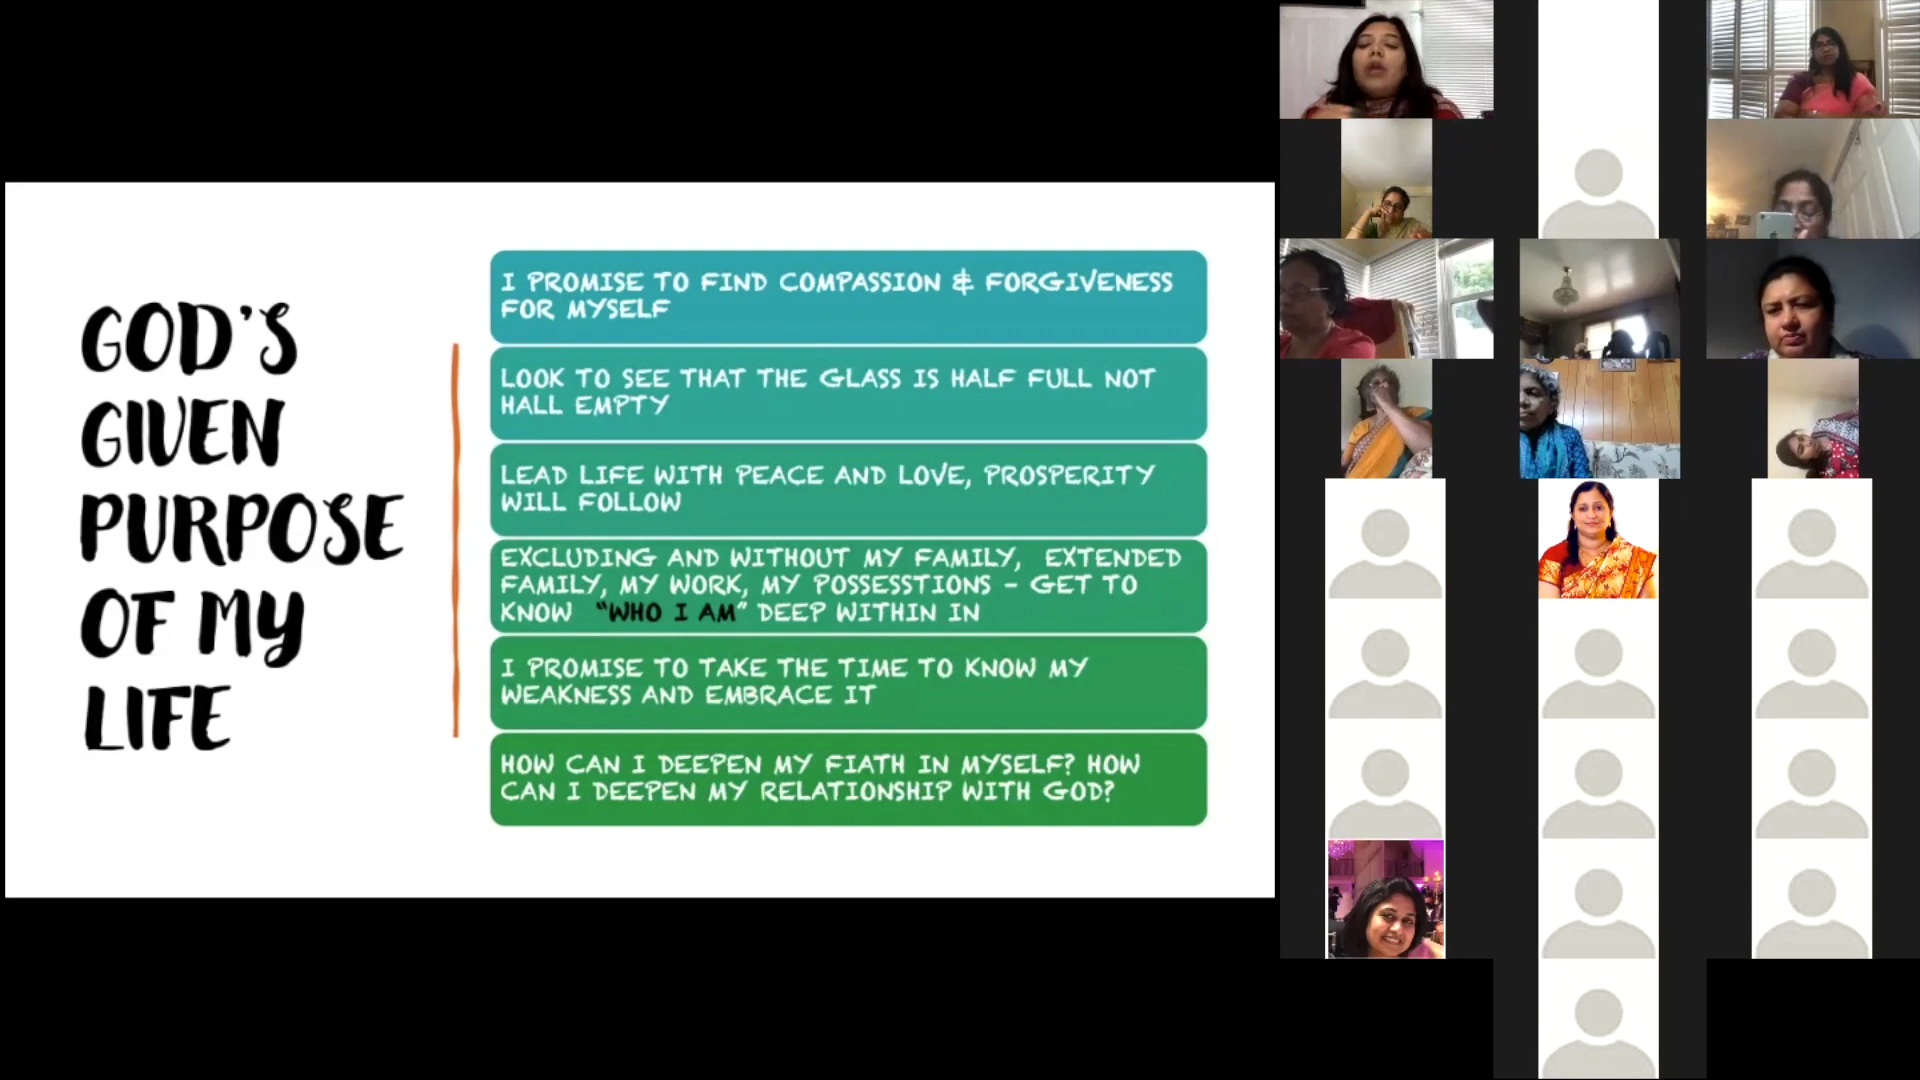 GOD'S
GIVEN
PURPOSE
OF MY
LIFE
I PROMISE TO FIND COMPASSION & FORGIVENESS
FOR MYSELF
LOOK TO SEE THAT THE GLASS IS HALF FULL NOT
HALL EMPTY
LEAD LIFE WITH PEACE AND LOVE, PROSPERITY
WILL FOLLOW
EXCLUDING AND WITHOUT MY FAMILY, EXTENDED
FAMILY, MY WORK, MY POSSESSTIONS - GET TO
KNOW "WHO I AM" DEEP WITHIN IN
I PROMISE TO TAKE THE TIME TO KNOW MY
WEAKNESS AND EMBRACE IT
HOW CAN I DEEPEN MY FIATH IN MYSELF? HOW
CAN I DEEPEN MY RELATIONSHIP WITH GOD?